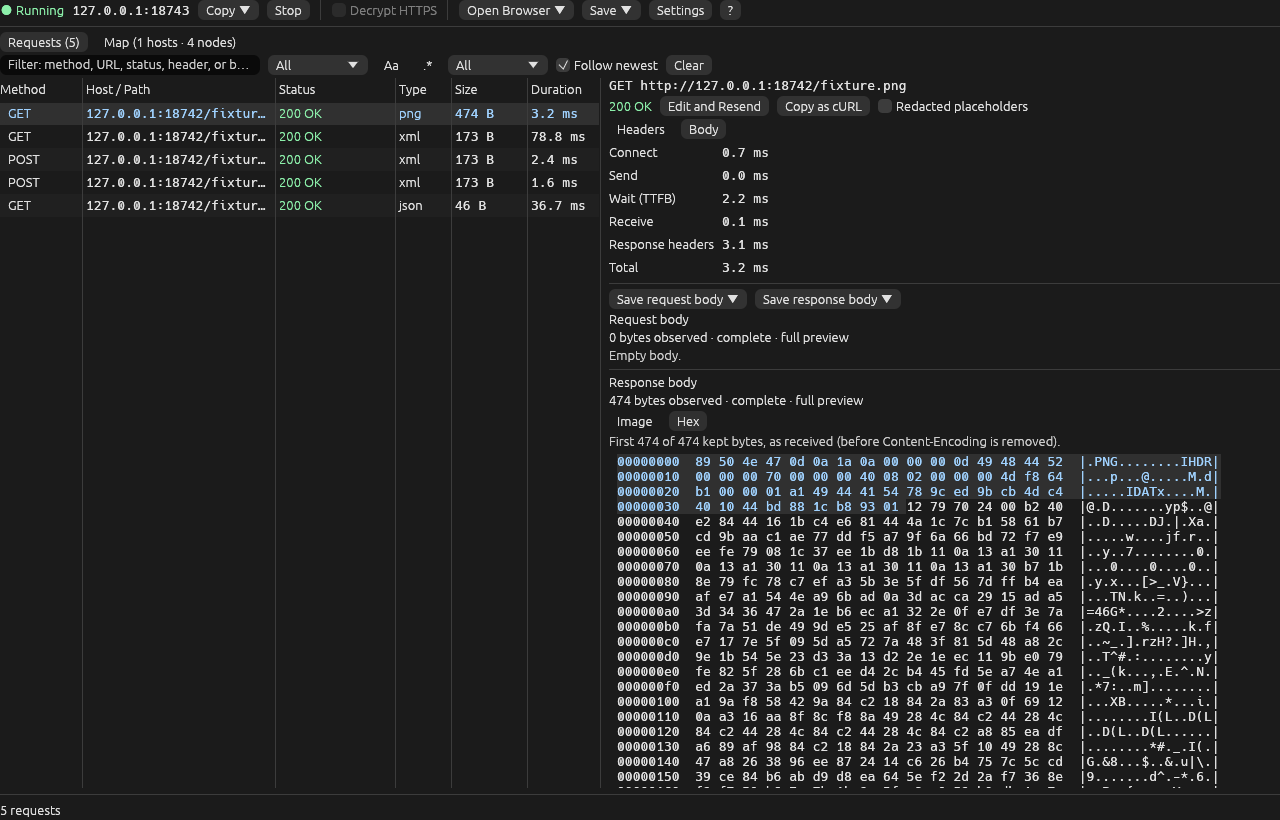 Running 127.0.0.1:18743 Copy ▼ Stop Decrypt HTTPS Open Browser ▼ Save ▼ Settings ?
Requests (5) Map (1 hosts · 4 nodes)
Filter: method, URL, status, header, or b… All ▼ Aa .* All ▼ Follow newest Clear
Method Host / Path Status Type Size Duration
GET 127.0.0.1:18742/fixtur… 200 OK png 474 B 3.2 ms
GET 127.0.0.1:18742/fixtur… 200 OK xml 173 B 78.8 ms
POST 127.0.0.1:18742/fixtur… 200 OK xml 173 B 2.4 ms
POST 127.0.0.1:18742/fixtur… 200 OK xml 173 B 1.6 ms
GET 127.0.0.1:18742/fixtur… 200 OK json 46 B 36.7 ms
GET http://127.0.0.1:18742/fixture.png
200 OK Edit and Resend Copy as cURL Redacted placeholders
Headers Body
Connect 0.7 ms
Send 0.0 ms
Wait (TTFB) 2.2 ms
Receive 0.1 ms
Response headers 3.1 ms
Total 3.2 ms
Save request body ▼ Save response body ▼
Request body
0 bytes observed · complete · full preview
Empty body.
Response body
474 bytes observed · complete · full preview
Image Hex
First 474 of 474 kept bytes, as received (before Content-Encoding is removed).
00000000 89 50 4e 47 0d 0a 1a 0a 00 00 00 0d 49 48 44 52 |.PNG........IHDR|
00000010 00 00 00 70 00 00 00 40 08 02 00 00 00 4d f8 64 |...p...@.....M.d|
00000020 b1 00 00 01 a1 49 44 41 54 78 9c ed 9b cb 4d c4 |.....IDATx....M.|
00000030 40 10 44 bd 88 1c b8 93 01 12 79 70 24 00 b2 40 |@.D.......yp$..@|
00000040 e2 84 44 16 1b c4 e6 81 44 4a 1c 7c b1 58 61 b7 |..D.....DJ.|.Xa.|
00000050 cd 9b aa c1 ae 77 dd f5 a7 9f 6a 66 bd 72 f7 e9 |.....w....jf.r..|
00000060 ee fe 79 08 1c 37 ee 1b d8 1b 11 0a 13 a1 30 11 |..y..7........0.|
00000070 0a 13 a1 30 11 0a 13 a1 30 11 0a 13 a1 30 b7 1b |...0....0....0..|
00000080 8e 79 fc 78 c7 ef a3 5b 3e 5f df 56 7d ff b4 ea |.y.x...[>_.V}...|
00000090 af e7 a1 54 4e a9 6b ad 0a 3d ac ca 29 15 ad a5 |...TN.k..=..)...|
000000a0 3d 34 36 47 2a 1e b6 ec a1 32 2e 0f e7 df 3e 7a |=46G*....2....>z|
000000b0 fa 7a 51 de 49 9d e5 25 af 8f e7 8c c7 6b f4 66 |.zQ.I..%.....k.f|
000000c0 e7 17 7e 5f 09 5d a5 72 7a 48 3f 81 5d 48 a8 2c |..~_.].rzH?.]H.,|
000000d0 9e 1b 54 5e 23 d3 3a 13 d2 2e 1e ec 11 9b e0 79 |..T^#.:........y|
000000e0 fe 82 5f 28 6b c1 ee d4 2c b4 45 fd 5e a7 4e a1 |.._(k...,.E.^.N.|
000000f0 ed 2a 37 3a b5 09 6d 5d b3 cb a9 7f 0f dd 19 1e |.*7:..m]........|
00000100 a1 9a f8 58 42 9a 84 c2 18 84 2a 83 a3 0f 69 12 |...XB.....*...i.|
00000110 0a a3 16 aa 8f 8c f8 8a 49 28 4c 84 c2 44 28 4c |........I(L..D(L|
00000120 84 c2 44 28 4c 84 c2 44 28 4c 84 c2 a8 85 ea df |..D(L..D(L......|
00000130 a6 89 af 98 84 c2 18 84 2a 23 a3 5f 10 49 28 8c |........*#._.I(.|
00000140 47 a8 26 38 96 ee 87 24 14 c6 26 b4 75 7c 5c cd |G.&8...$..&.u|\.|
00000150 39 ce 84 b6 ab d9 d8 ea 64 5e f2 2d 2a f7 36 8e |9.......d^.-*.6.|
5 requests